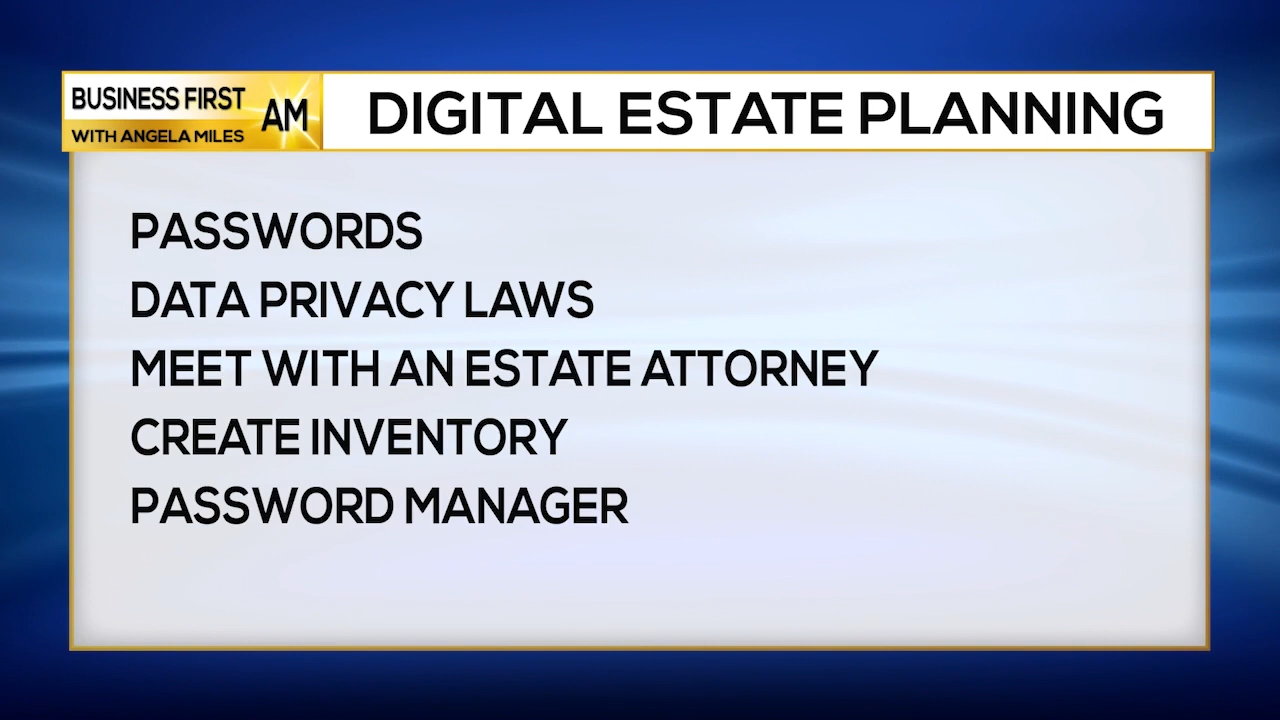 BUSINESS FIRST AM
WITH ANGELA MILES
DIGITAL ESTATE PLANNING
PASSWORDS
DATA PRIVACY LAWS
MEET WITH AN ESTATE ATTORNEY
CREATE INVENTORY
PASSWORD MANAGER